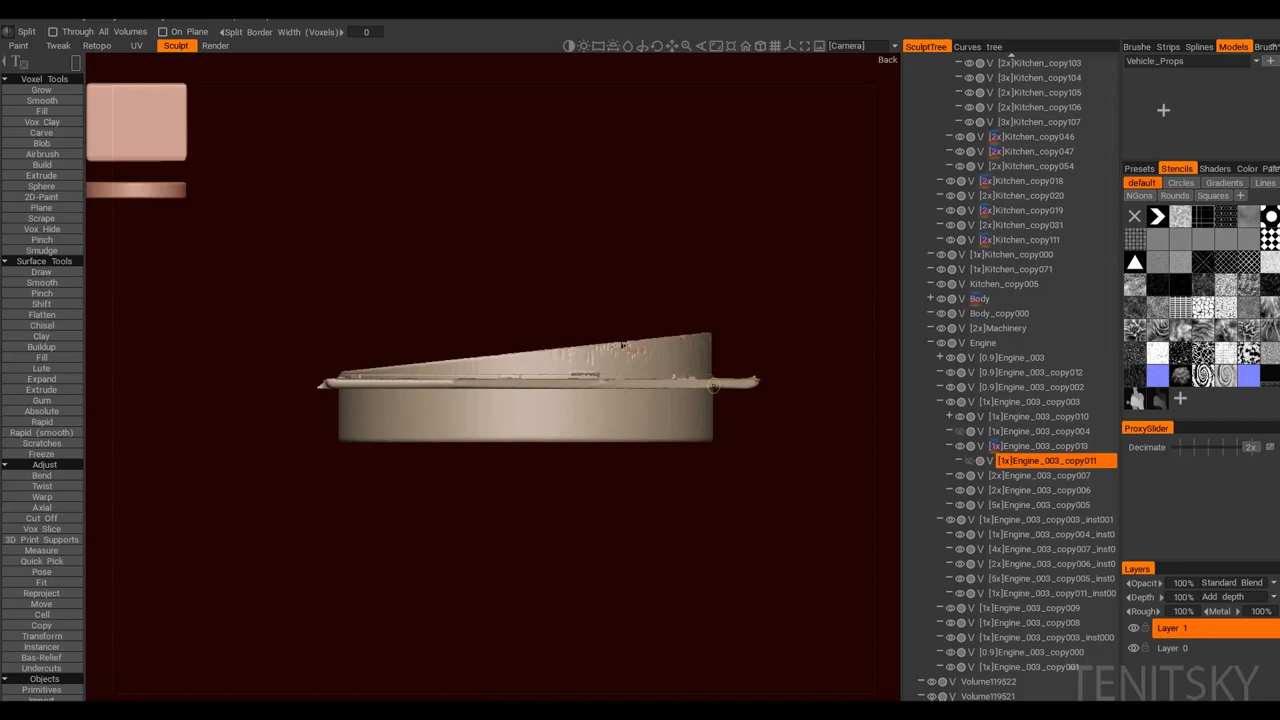 Split Through All Volumes On Plane Split Border Width (Voxels) 0
Paint Tweak Retopo UV Sculpt Render [Camera] SculptTree Curves tree Brushe Strips Splines Models Brush
Back
Vehicle_Props
Voxel Tools
Grow
Smooth
Fill
Vox Clay
Carve
Blob
Airbrush
Build
Extrude
Sphere
2D-Paint
Plane
Scrape
Vox Hide
Pinch
Smudge
Surface Tools
Draw
Smooth
Pinch
Shift
Flatten
Chisel
Clay
Buildup
Fill
Lute
Expand
Extrude
Gum
Absolute
Rapid
Rapid (smooth)
Scratches
Freeze
Adjust
Bend
Twist
Warp
Axial
Cut Off
Vox Slice
3D Print Supports
Measure
Quick Pick
Pose
Fit
Reproject
Move
Cell
Copy
Transform
Instancer
Bas-Relief
Undercuts
Objects
Primitives
V [2x]Kitchen_copy103
V [3x]Kitchen_copy104
V [2x]Kitchen_copy105
V [2x]Kitchen_copy106
V [3x]Kitchen_copy107
V [2x]Kitchen_copy046
V [2x]Kitchen_copy047
V [2x]Kitchen_copy054
V [2x]Kitchen_copy018
V [2x]Kitchen_copy020
V [2x]Kitchen_copy019
V [2x]Kitchen_copy031
V [2x]Kitchen_copy111
V [1x]Kitchen_copy000
V [1x]Kitchen_copy071
V Kitchen_copy005
V Body
V Body_copy000
V [2x]Machinery
V Engine
V [0.9]Engine_003
V [0.9]Engine_003_copy012
V [0.9]Engine_003_copy002
V [1x]Engine_003_copy003
V [1x]Engine_003_copy010
V [1x]Engine_003_copy004
V [1x]Engine_003_copy013
V [1x]Engine_003_copy011
V [2x]Engine_003_copy007
V [2x]Engine_003_copy006
V [5x]Engine_003_copy005
V [1x]Engine_003_copy003_inst001
V [1x]Engine_003_copy004_inst0
V [4x]Engine_003_copy007_inst0
V [2x]Engine_003_copy006_inst0
V [5x]Engine_003_copy005_inst0
V [1x]Engine_003_copy011_inst00
V [1x]Engine_003_copy009
V [1x]Engine_003_copy008
V [1x]Engine_003_copy003_inst000
V [0.9]Engine_003_copy000
V [1x]Engine_003_copy001
V Volume119522
V Volume119521
Presets Stencils Shaders Color
default Circles Gradients Lines
NGons Rounds Squares +
ProxySlider
Decimate 2x
Layers
Opacit 100% Standard Blend
Depth 100% Add depth
Rough 100% Metal 100%
Layer 1
Layer 0
TENITSKY